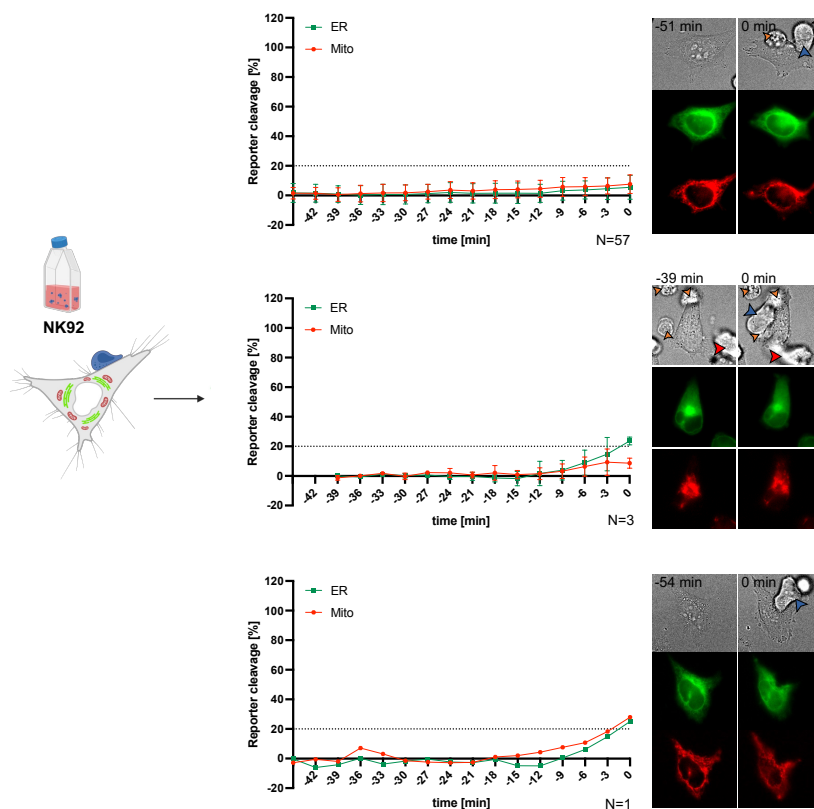 120
100
80
60
40
20
0
-20
Reporter cleavage [%]
ER
Mito
-42 -39 -36 -33 -30 -27 -24 -21 -18 -15 -12 -9 -6 -3 0
time [min]
N=57
-51 min 0 min
NK92
120
100
80
60
40
20
0
-20
Reporter cleavage [%]
ER
Mito
-42 -39 -36 -33 -30 -27 -24 -21 -18 -15 -12 -9 -6 -3 0
time [min]
N=3
-39 min 0 min
120
100
80
60
40
20
0
-20
Reporter cleavage [%]
ER
Mito
-42 -39 -36 -33 -30 -27 -24 -21 -18 -15 -12 -9 -6 -3 0
time [min]
N=1
-54 min 0 min